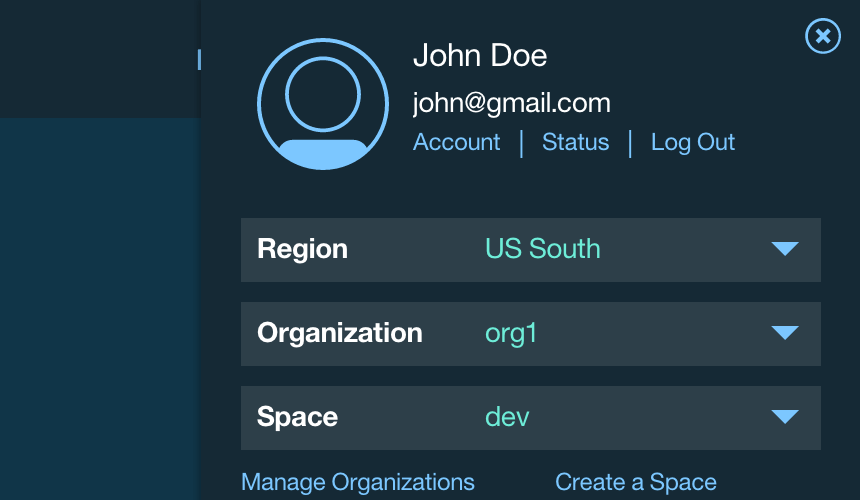 John Doe
john@gmail.com
Account | Status | Log Out
Region US South
Organization org1
Space dev
Manage Organizations Create a Space